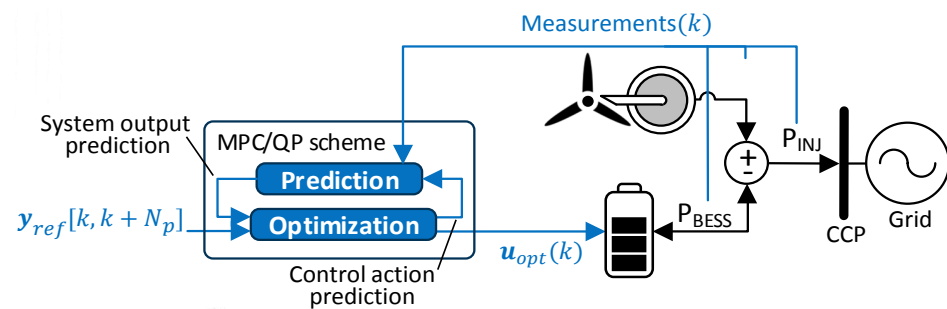 Measurements(k)
System output
prediction
MPC/QP scheme
Prediction
Optimization
y_ref[k, k + N_p]
Control action
prediction
u_opt(k)
P_BESS
+
-
P_INJ
CCP
Grid